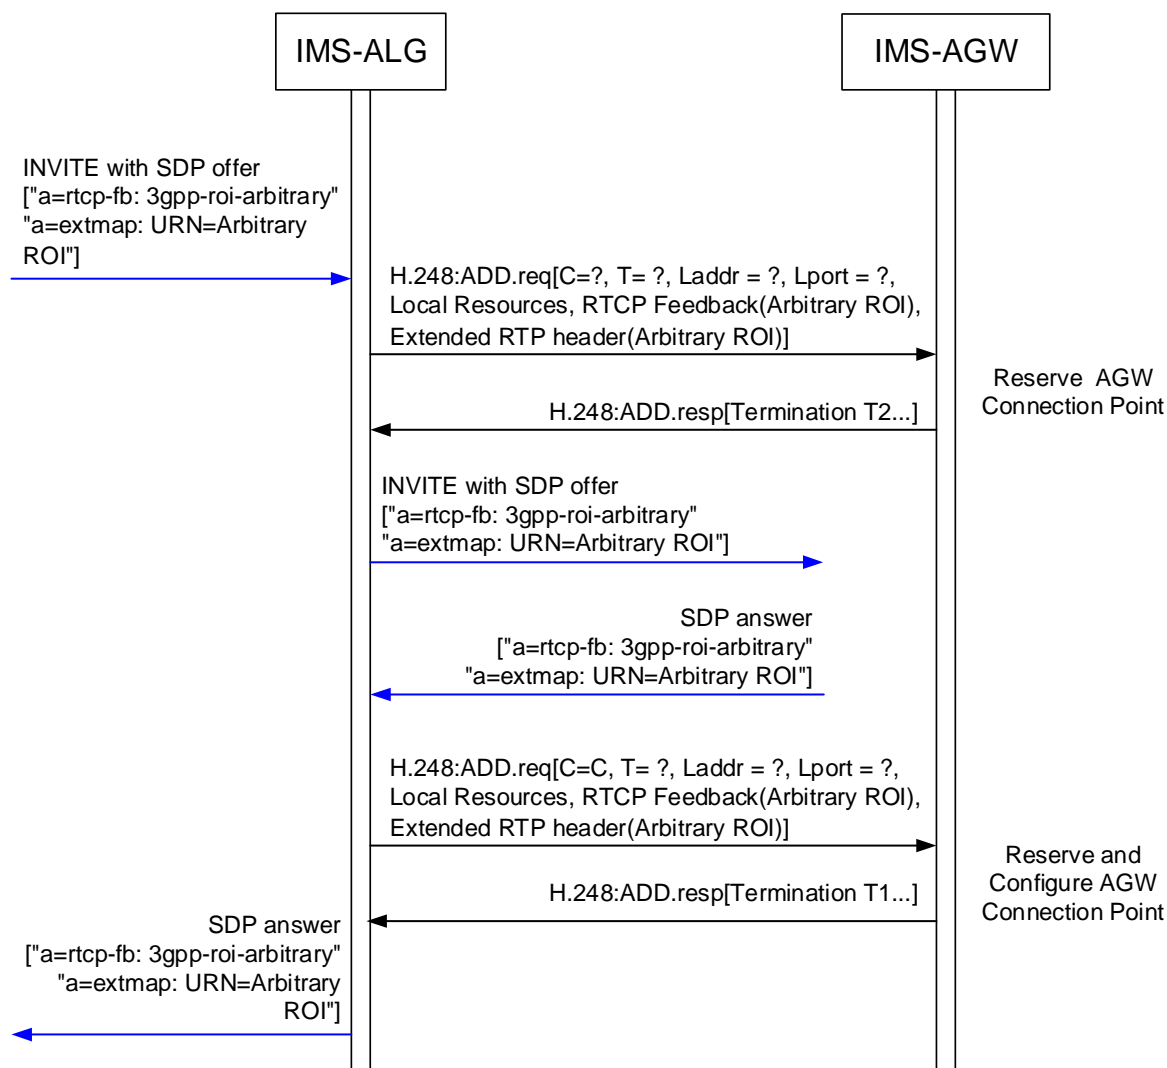 IMS-ALG
IMS-AGW
INVITE with SDP offer
["a=rtcp-fb: 3gpp-roi-arbitrary"
"a=extmap: URN=Arbitrary
ROI"]
H.248:ADD.req[C=?, T= ?, Laddr = ?, Lport = ?,
Local Resources, RTCP Feedback(Arbitrary ROI),
Extended RTP header(Arbitrary ROI)]
Reserve  AGW
Connection Point
H.248:ADD.resp[Termination T2...]
INVITE with SDP offer
["a=rtcp-fb: 3gpp-roi-arbitrary"
"a=extmap: URN=Arbitrary ROI"]
SDP answer
["a=rtcp-fb: 3gpp-roi-arbitrary"
"a=extmap: URN=Arbitrary ROI"]
H.248:ADD.req[C=C, T= ?, Laddr = ?, Lport = ?,
Local Resources, RTCP Feedback(Arbitrary ROI),
Extended RTP header(Arbitrary ROI)]
Reserve and
Configure AGW
Connection Point
H.248:ADD.resp[Termination T1...]
SDP answer
["a=rtcp-fb: 3gpp-roi-arbitrary"
"a=extmap: URN=Arbitrary
ROI"]